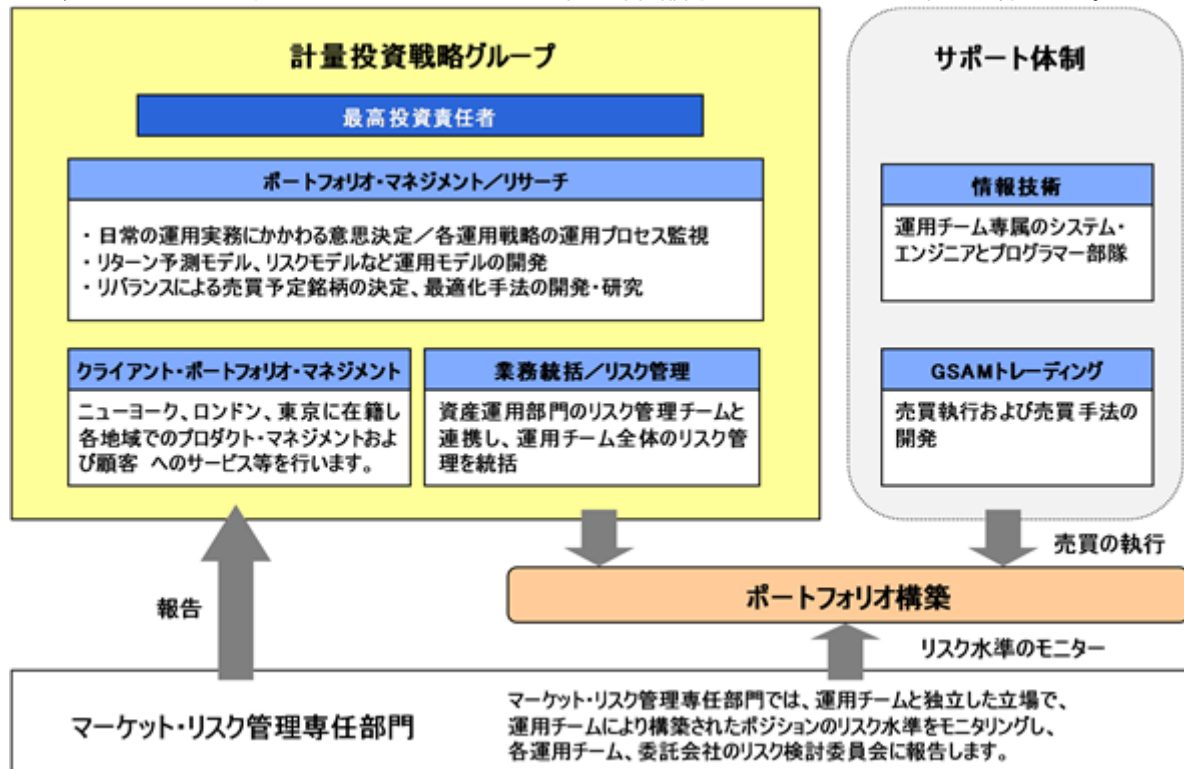 計量投資戦略グループ
最高投資責任者
ポートフォリオ・マネジメント／リサーチ
・日常の運用実務にかかわる意思決定／各運用戦略の運用プロセス監視
・リターン予測モデル、リスクモデルなど運用モデルの開発
・リバランスによる売買予定銘柄の決定、最適化手法の開発・研究
クライアント・ポートフォリオ・マネジメント
ニューヨーク、ロンドン、東京に在籍し
各地域でのプロダクト・マネジメントおよ
び顧客 へのサービス等を行います。
業務統括／リスク管理
資産運用部門のリスク管理チームと
連携し、運用チーム全体のリスク管
理を統括
サポート体制
情報技術
運用チーム専属のシステム・
エンジニアとプログラマー部隊
GSAMトレーディング
売買執行および売買手法の
開発
売買の執行
ポートフォリオ構築
報告
リスク水準のモニター
マーケット・リスク管理専任部門
マーケット・リスク管理専任部門では、運用チームと独立した立場で、
運用チームにより構築されたポジションのリスク水準をモニタリングし、
各運用チーム、委託会社のリスク検討委員会に報告します。